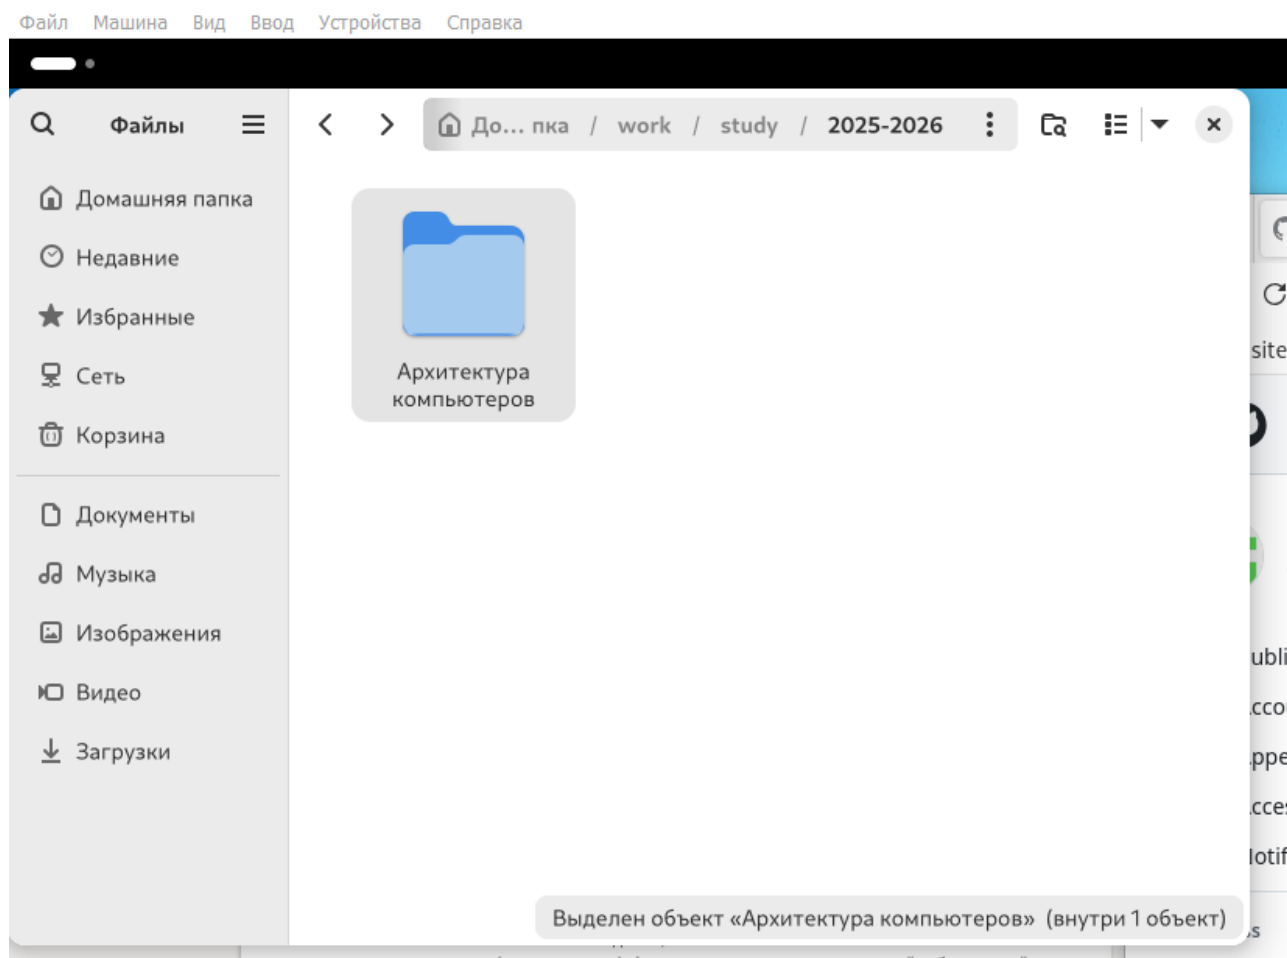 Файл Машина Вид Ввод Устройства Справка
Файлы
До... пка / work / study / 2025-2026
Домашняя папка
Недавние
Избранные
Сеть
Корзина
Документы
Музыка
Изображения
Видео
Загрузки
Архитектура
компьютеров
Выделен объект «Архитектура компьютеров» (внутри 1 объект)
site